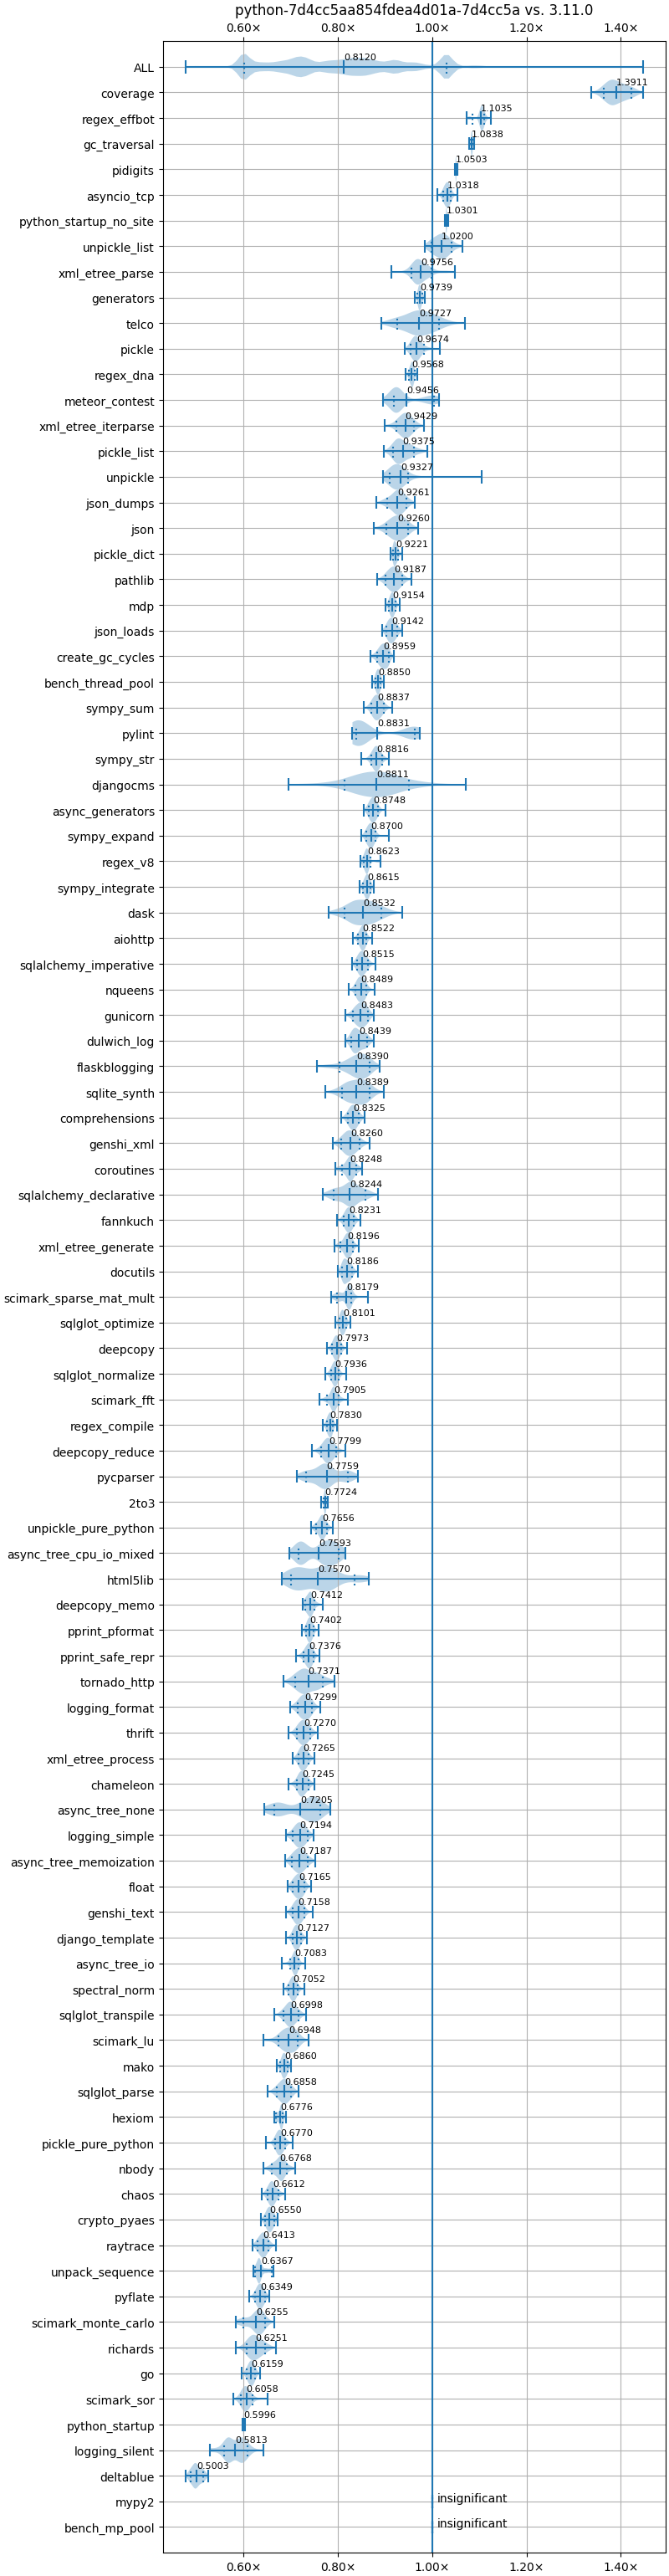 python-7d4cc5aa854fdea4d01a-7d4cc5a vs. 3.11.0
0.60× 0.80× 1.00× 1.20× 1.40×
ALL 0.8120
coverage 1.3911
regex_effbot 1.1035
gc_traversal 1.0838
pidigits 1.0503
asyncio_tcp 1.0318
python_startup_no_site 1.0301
unpickle_list 1.0200
xml_etree_parse 0.9756
generators 0.9739
telco 0.9727
pickle 0.9674
regex_dna 0.9568
meteor_contest 0.9456
xml_etree_iterparse 0.9429
pickle_list 0.9375
unpickle 0.9327
json_dumps 0.9261
json 0.9260
pickle_dict 0.9221
pathlib 0.9187
mdp 0.9154
json_loads 0.9142
create_gc_cycles 0.8959
bench_thread_pool 0.8850
sympy_sum 0.8837
pylint 0.8831
sympy_str 0.8816
djangocms 0.8811
async_generators 0.8748
sympy_expand 0.8700
regex_v8 0.8623
sympy_integrate 0.8615
dask 0.8532
aiohttp 0.8522
sqlalchemy_imperative 0.8515
nqueens 0.8489
gunicorn 0.8483
dulwich_log 0.8439
flaskblogging 0.8390
sqlite_synth 0.8389
comprehensions 0.8325
genshi_xml 0.8260
coroutines 0.8248
sqlalchemy_declarative 0.8244
fannkuch 0.8231
xml_etree_generate 0.8196
docutils 0.8186
scimark_sparse_mat_mult 0.8179
sqlglot_optimize 0.8101
deepcopy 0.7973
sqlglot_normalize 0.7936
scimark_fft 0.7905
regex_compile 0.7830
deepcopy_reduce 0.7799
pycparser 0.7759
2to3 0.7724
unpickle_pure_python 0.7656
async_tree_cpu_io_mixed 0.7593
html5lib 0.7570
deepcopy_memo 0.7412
pprint_pformat 0.7402
pprint_safe_repr 0.7376
tornado_http 0.7371
logging_format 0.7299
thrift 0.7270
xml_etree_process 0.7265
chameleon 0.7245
async_tree_none 0.7205
logging_simple 0.7194
async_tree_memoization 0.7187
float 0.7165
genshi_text 0.7158
django_template 0.7127
async_tree_io 0.7083
spectral_norm 0.7052
sqlglot_transpile 0.6998
scimark_lu 0.6948
mako 0.6860
sqlglot_parse 0.6858
hexiom 0.6776
pickle_pure_python 0.6770
nbody 0.6768
chaos 0.6612
crypto_pyaes 0.6550
raytrace 0.6413
unpack_sequence 0.6367
pyflate 0.6349
scimark_monte_carlo 0.6255
richards 0.6251
go 0.6159
scimark_sor 0.6058
python_startup 0.5996
logging_silent 0.5813
deltablue 0.5003
mypy2 insignificant
bench_mp_pool insignificant
0.60× 0.80× 1.00× 1.20× 1.40×